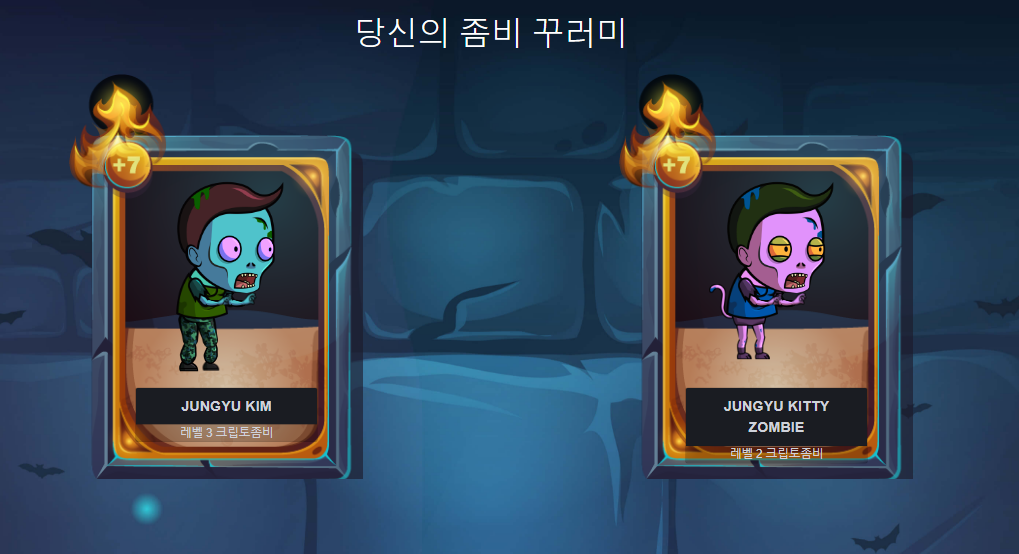 당신의 좀비 꾸러미
+7
JUNGYU KIM
레벨 3 크립토좀비
+7
JUNGYU KITTY
ZOMBIE
레벨 2 크립토좀비